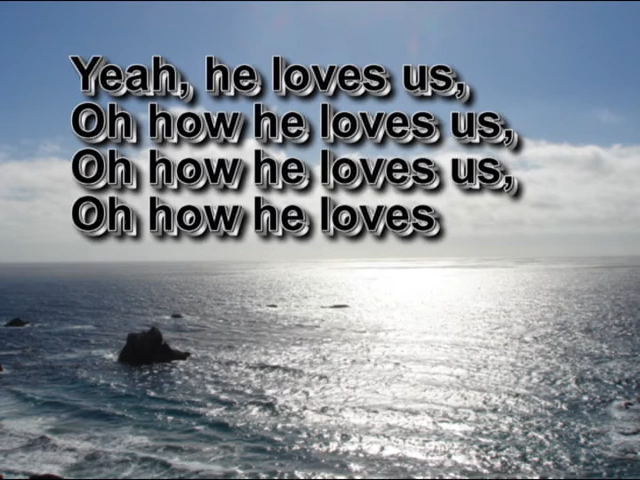 Yeah, he loves us,
Oh how he loves us,
Oh how he loves us,
Oh how he loves